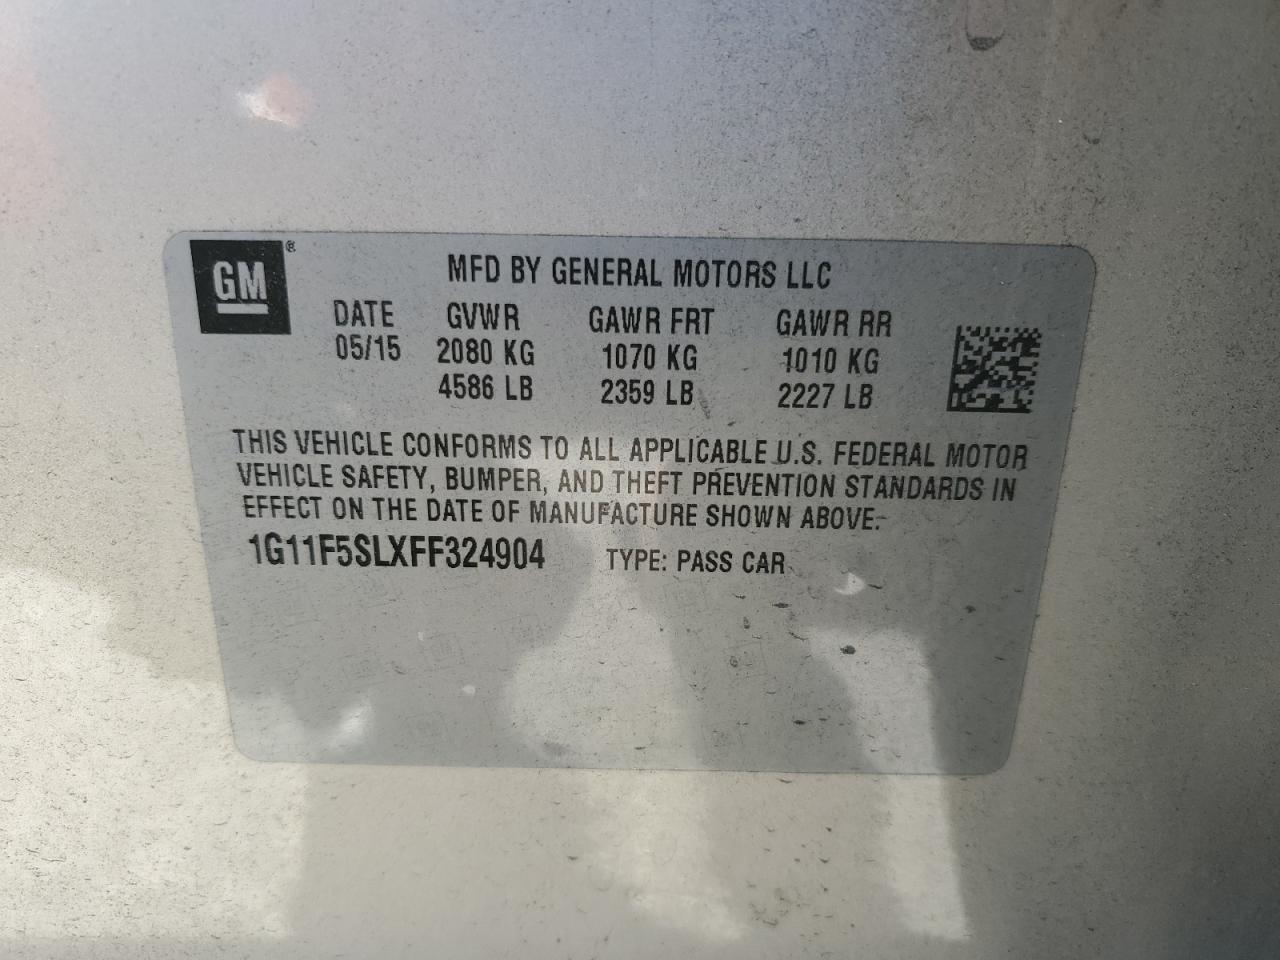 GM®
MFD BY GENERAL MOTORS LLC
DATE GVWR GAWR FRT GAWR RR
05/15 2080 KG 1070 KG 1010 KG
4586 LB 2359 LB 2227 LB
THIS VEHICLE CONFORMS TO ALL APPLICABLE U.S. FEDERAL MOTOR
VEHICLE SAFETY, BUMPER, AND THEFT PREVENTION STANDARDS IN
EFFECT ON THE DATE OF MANUFACTURE SHOWN ABOVE.
1G11F5SLXFF324904 TYPE: PASS CAR